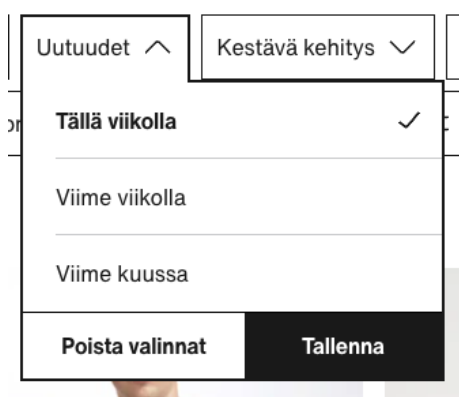 Uutuudet
Kestävä kehitys
Tällä viikolla
Viime viikolla
Viime kuussa
Poista valinnat
Tallenna